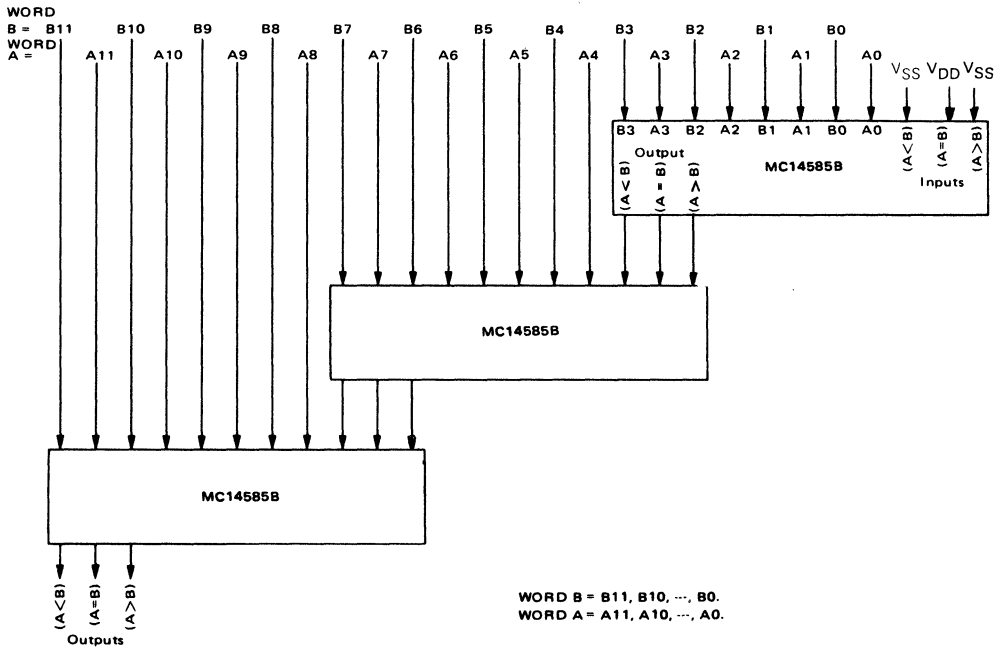 WORD
B = B11 B10 B9 B8 B7 B6 B5 B4 B3 B2 B1 B0
WORD
A = A11 A10 A9 A8 A7 A6 A5 A4 A3 A2 A1 A0 VSS VDD VSS
B3 A3 B2 A2 B1 A1 B0 A0 (A<B) (A=B) (A>B)
Output
MC14585B
Inputs
(A<B) (A=B) (A>B)
MC14585B
MC14585B
(A<B) (A=B) (A>B)
Outputs
WORD B = B11, B10, ---, B0.
WORD A = A11, A10, ---, A0.